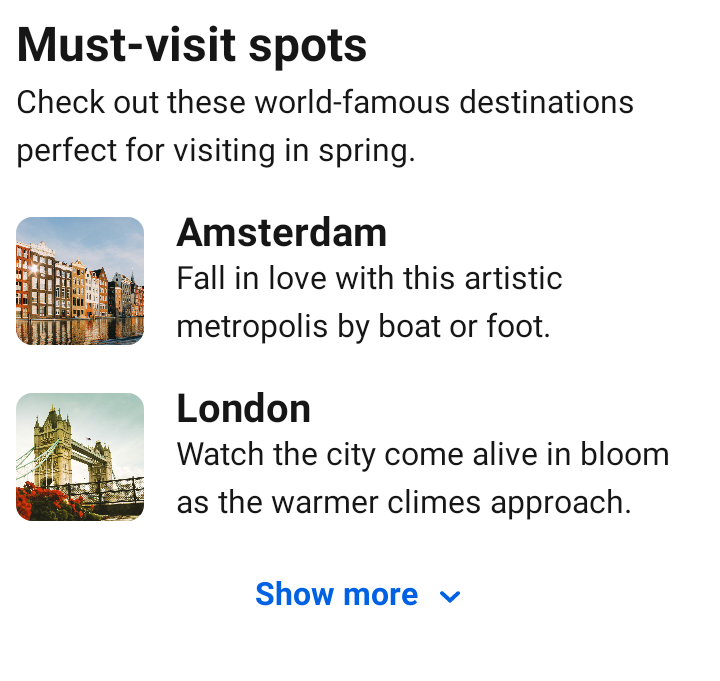 Must-visit spots
Check out these world-famous destinations
perfect for visiting in spring.
Amsterdam
Fall in love with this artistic
metropolis by boat or foot.
London
Watch the city come alive in bloom
as the warmer climes approach.
Show more